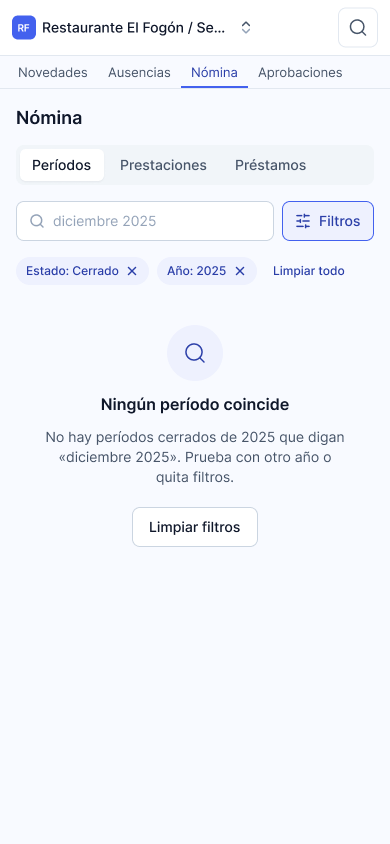 RF Restaurante El Fogón / Se...
Novedades Ausencias Nómina Aprobaciones
Nómina
Períodos Prestaciones Préstamos
diciembre 2025 Filtros
Estado: Cerrado Año: 2025 Limpiar todo
Ningún período coincide
No hay períodos cerrados de 2025 que digan
«diciembre 2025». Prueba con otro año o
quita filtros.
Limpiar filtros